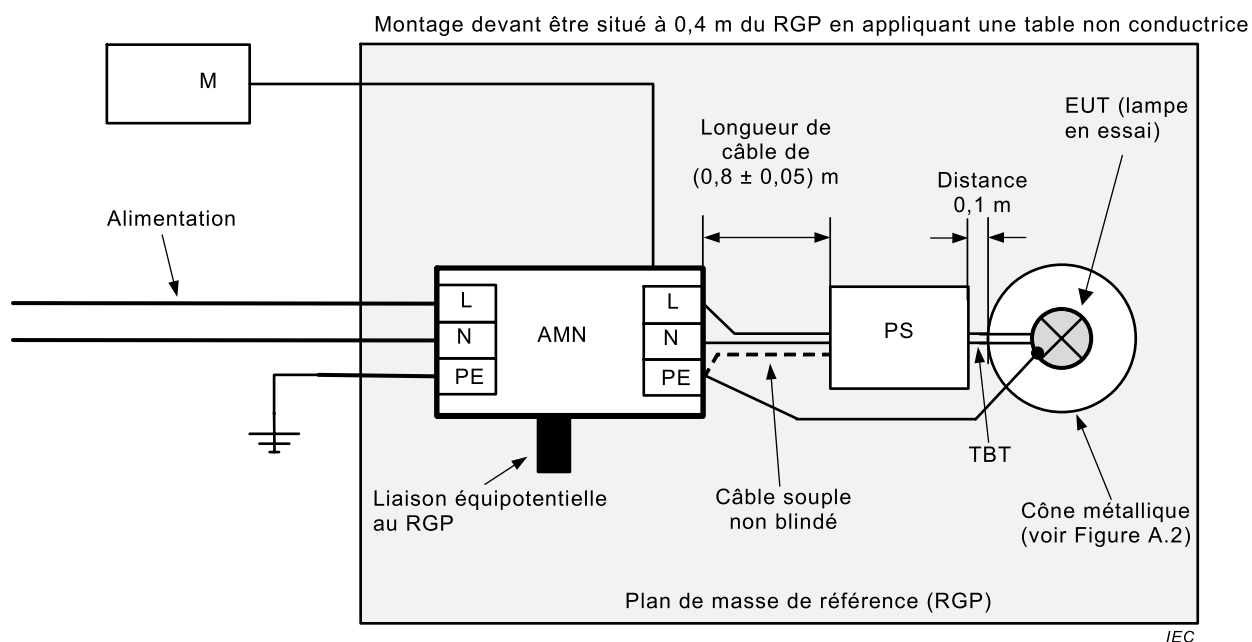 Montage devant être situé à 0,4 m du RGP en appliquant une table non conductrice
M
EUT (lampe
en essai)
Longueur de
câble de
(0,8 ± 0,05) m
Distance
0,1 m
Alimentation
L
N
PE
AMN
L
N
PE
PS
TBT
Liaison équipotentielle
au RGP
Câble souple
non blindé
Cône métallique
(voir Figure A.2)
Plan de masse de référence (RGP)
IEC